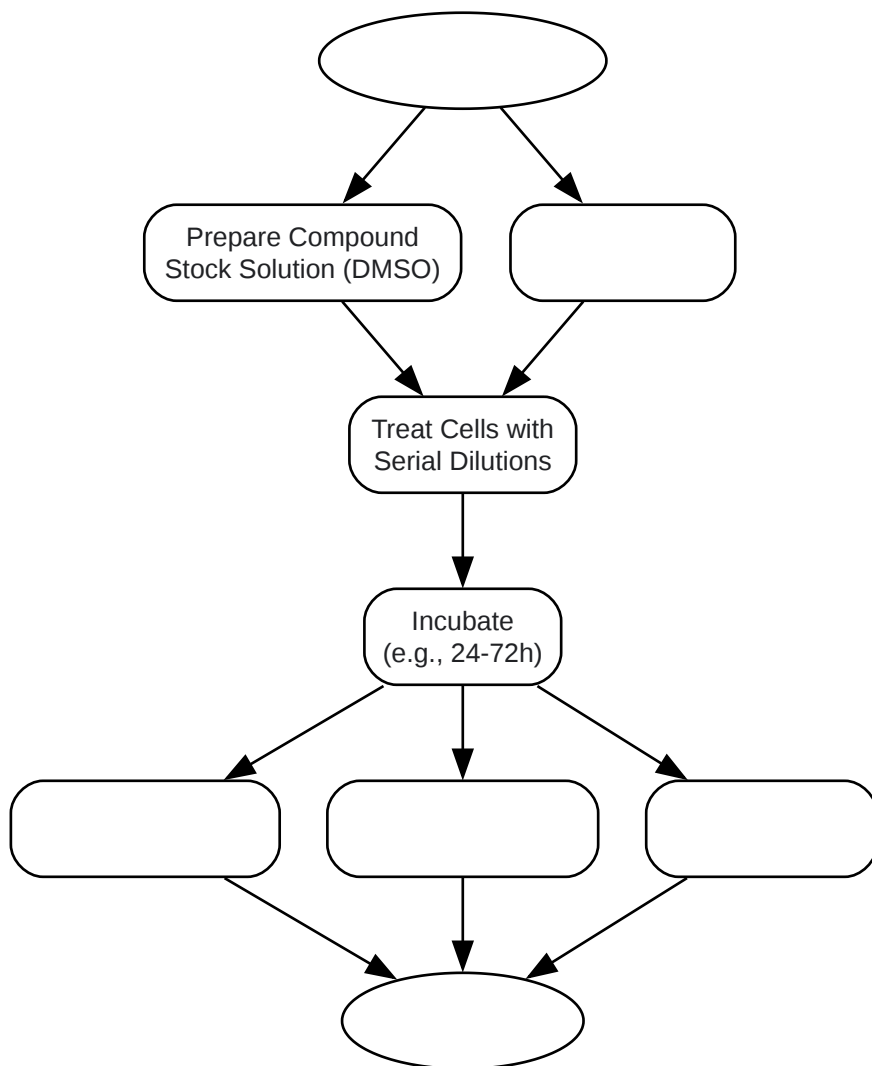 Prepare Compound
Stock Solution (DMSO)
Treat Cells with
Serial Dilutions
Incubate
(e.g., 24-72h)